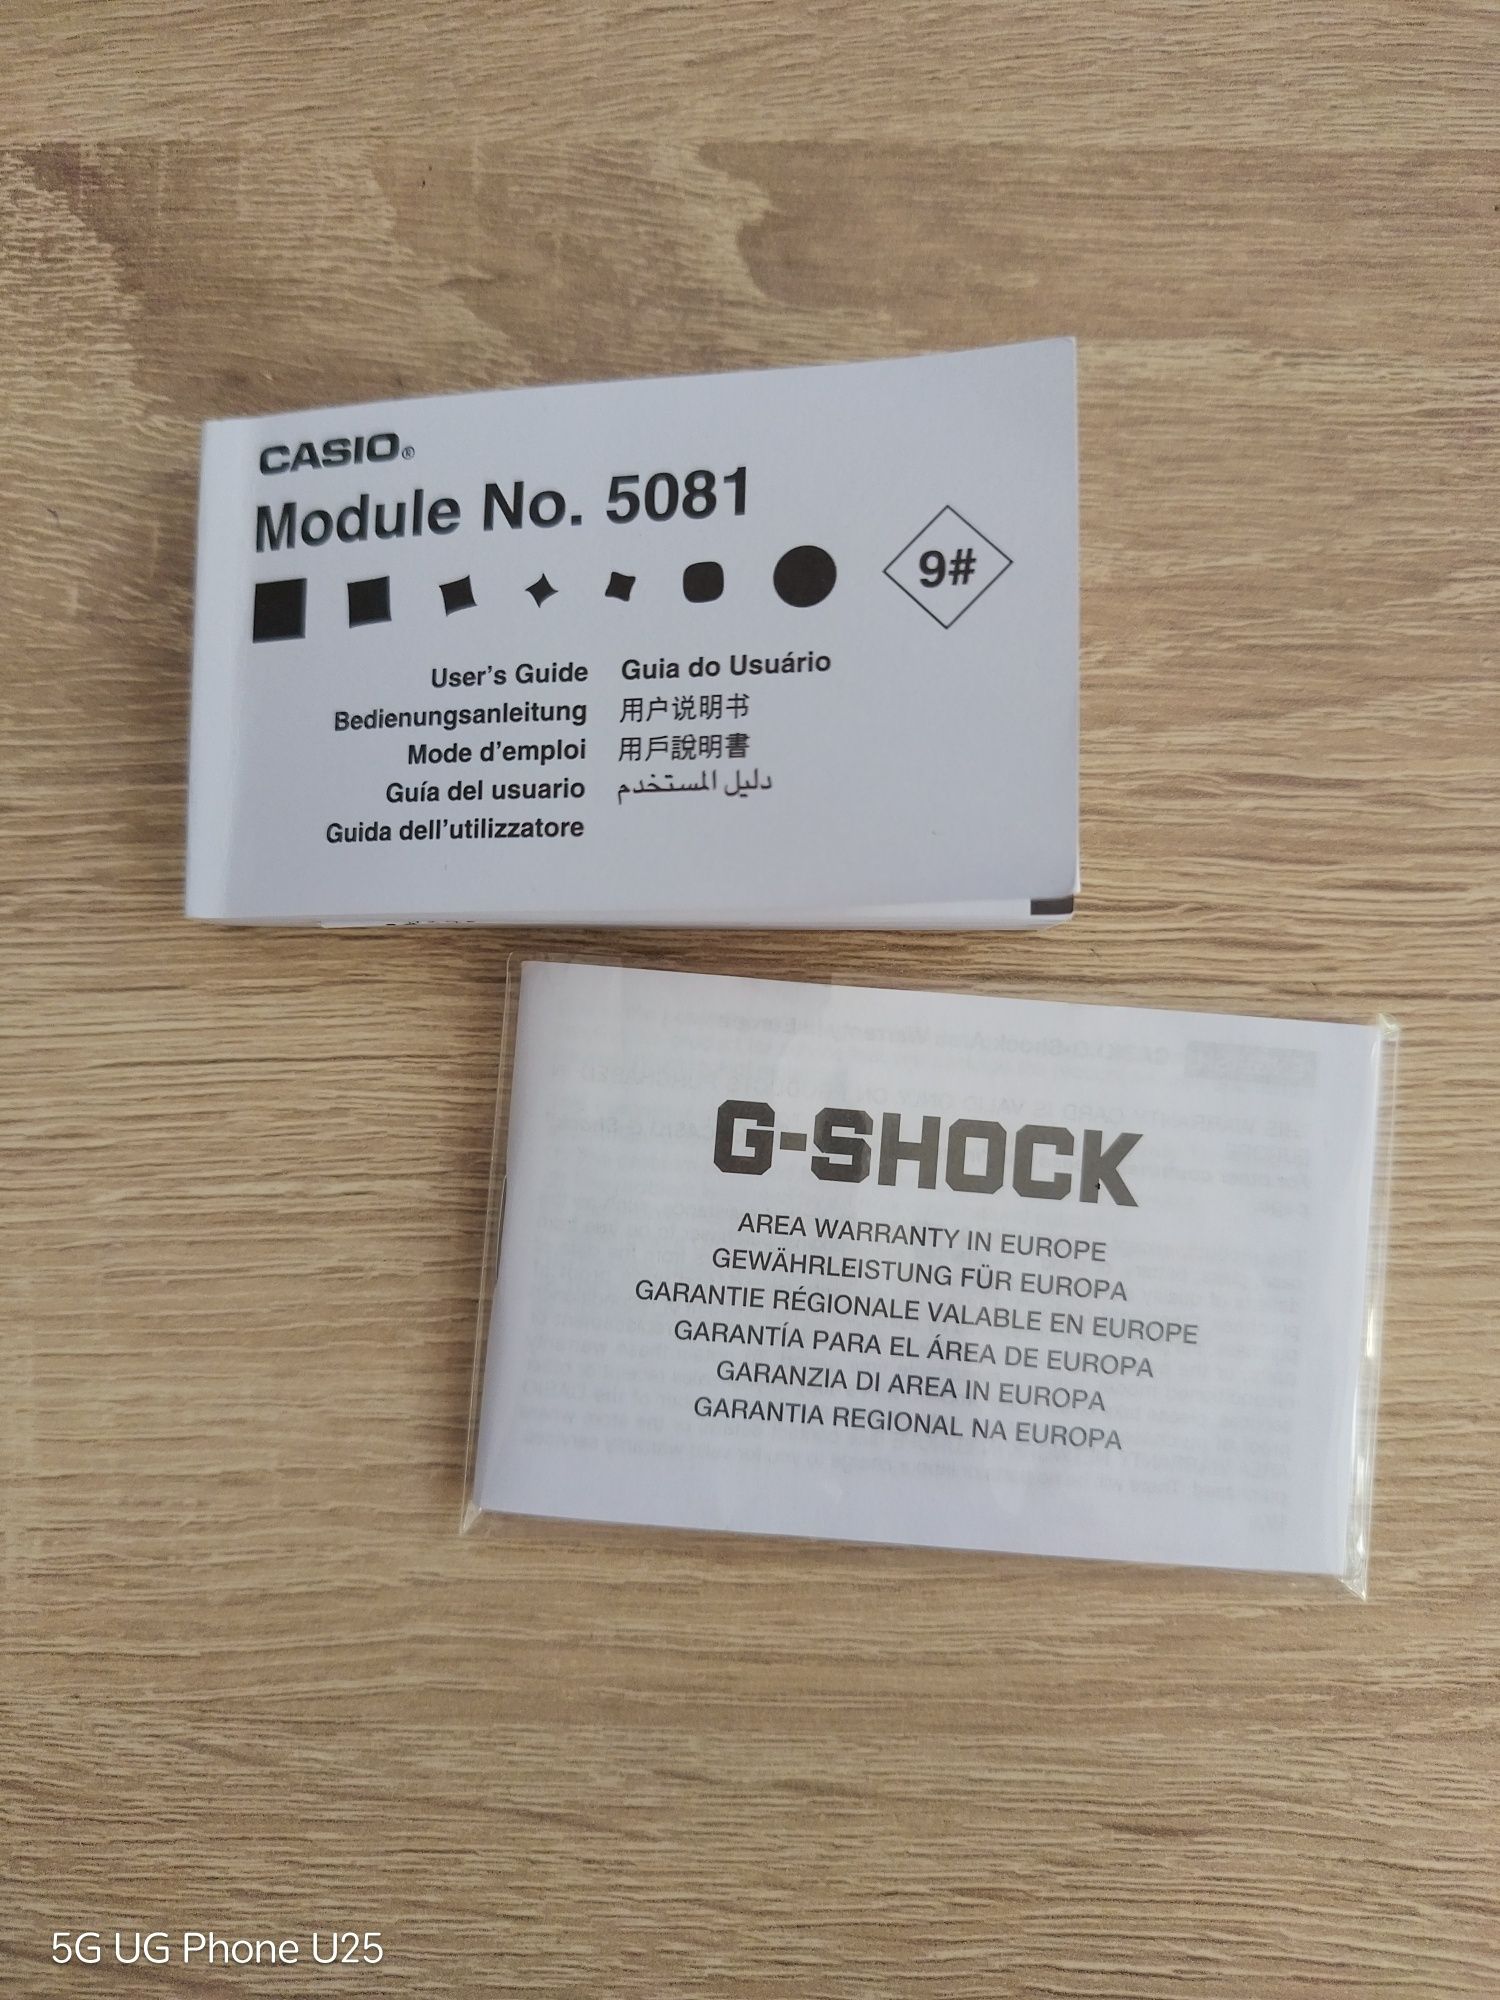 CASIO®
Module No. 5081
9#
User's Guide
Bedienungsanleitung
Mode d'emploi
Guía del usuario
Guida dell'utilizzatore
Guia do Usuário
用户说明书
用戶說明書
دليل المستخدم
G-SHOCK
AREA WARRANTY IN EUROPE
GEWÄHRLEISTUNG FÜR EUROPA
GARANTIE RÉGIONALE VALABLE EN EUROPE
GARANTÍA PARA EL ÁREA DE EUROPA
GARANZIA DI AREA IN EUROPA
GARANTIA REGIONAL NA EUROPA
5G UG Phone U25